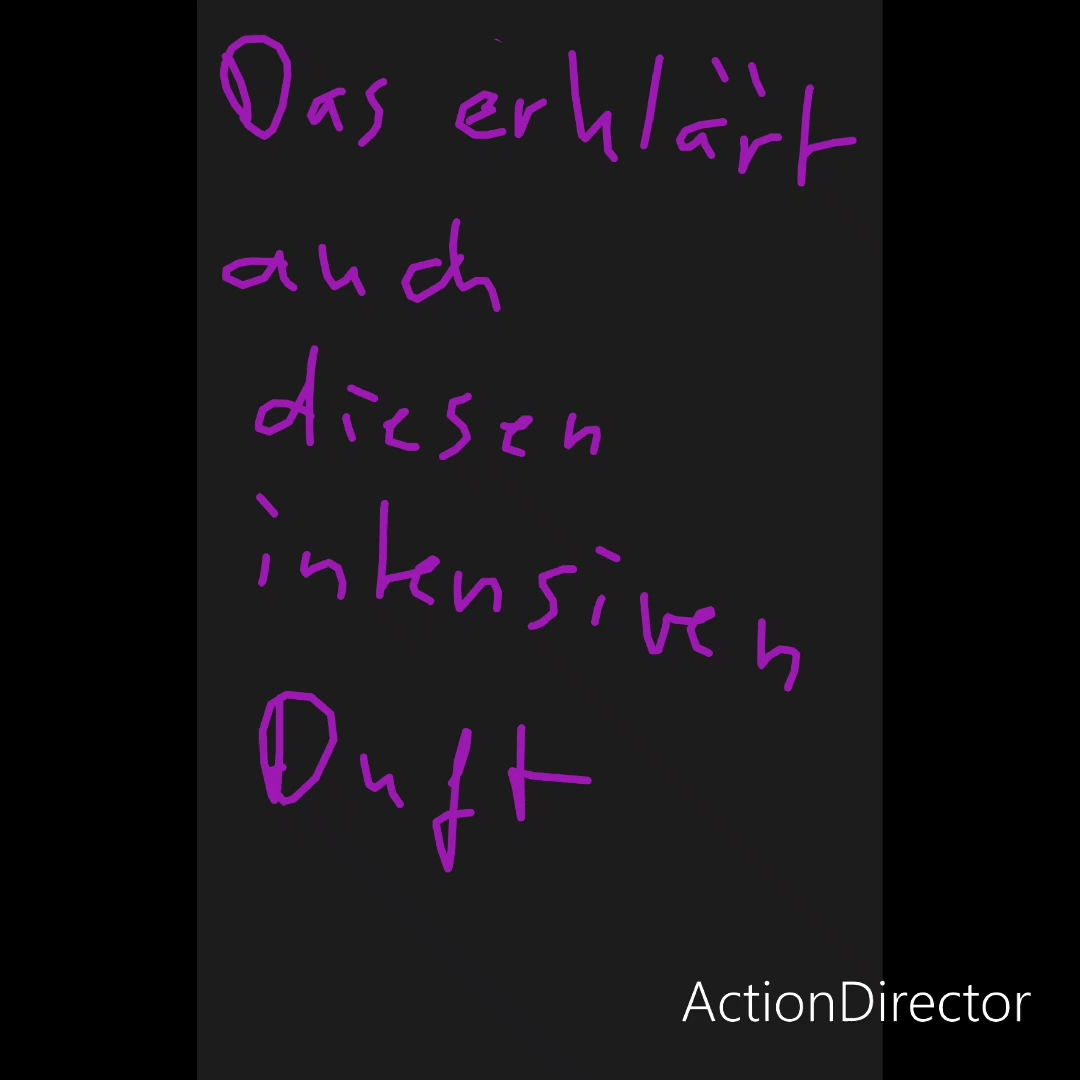 Das erklärt
auch
diesen
intensiven
Duft
ActionDirector